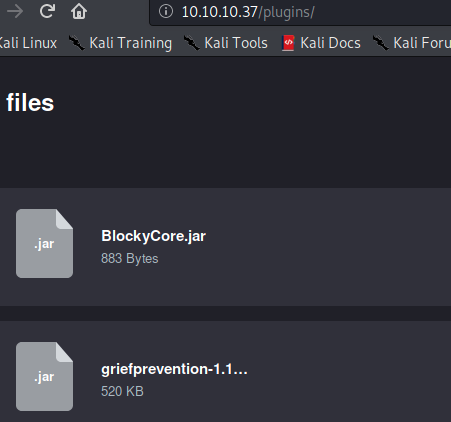 10.10.10.37/plugins/
Kali Linux Kali Training Kali Tools Kali Docs Kali Foru
files
.jar
BlockyCore.jar
883 Bytes
.jar
griefprevention-1.1...
520 KB